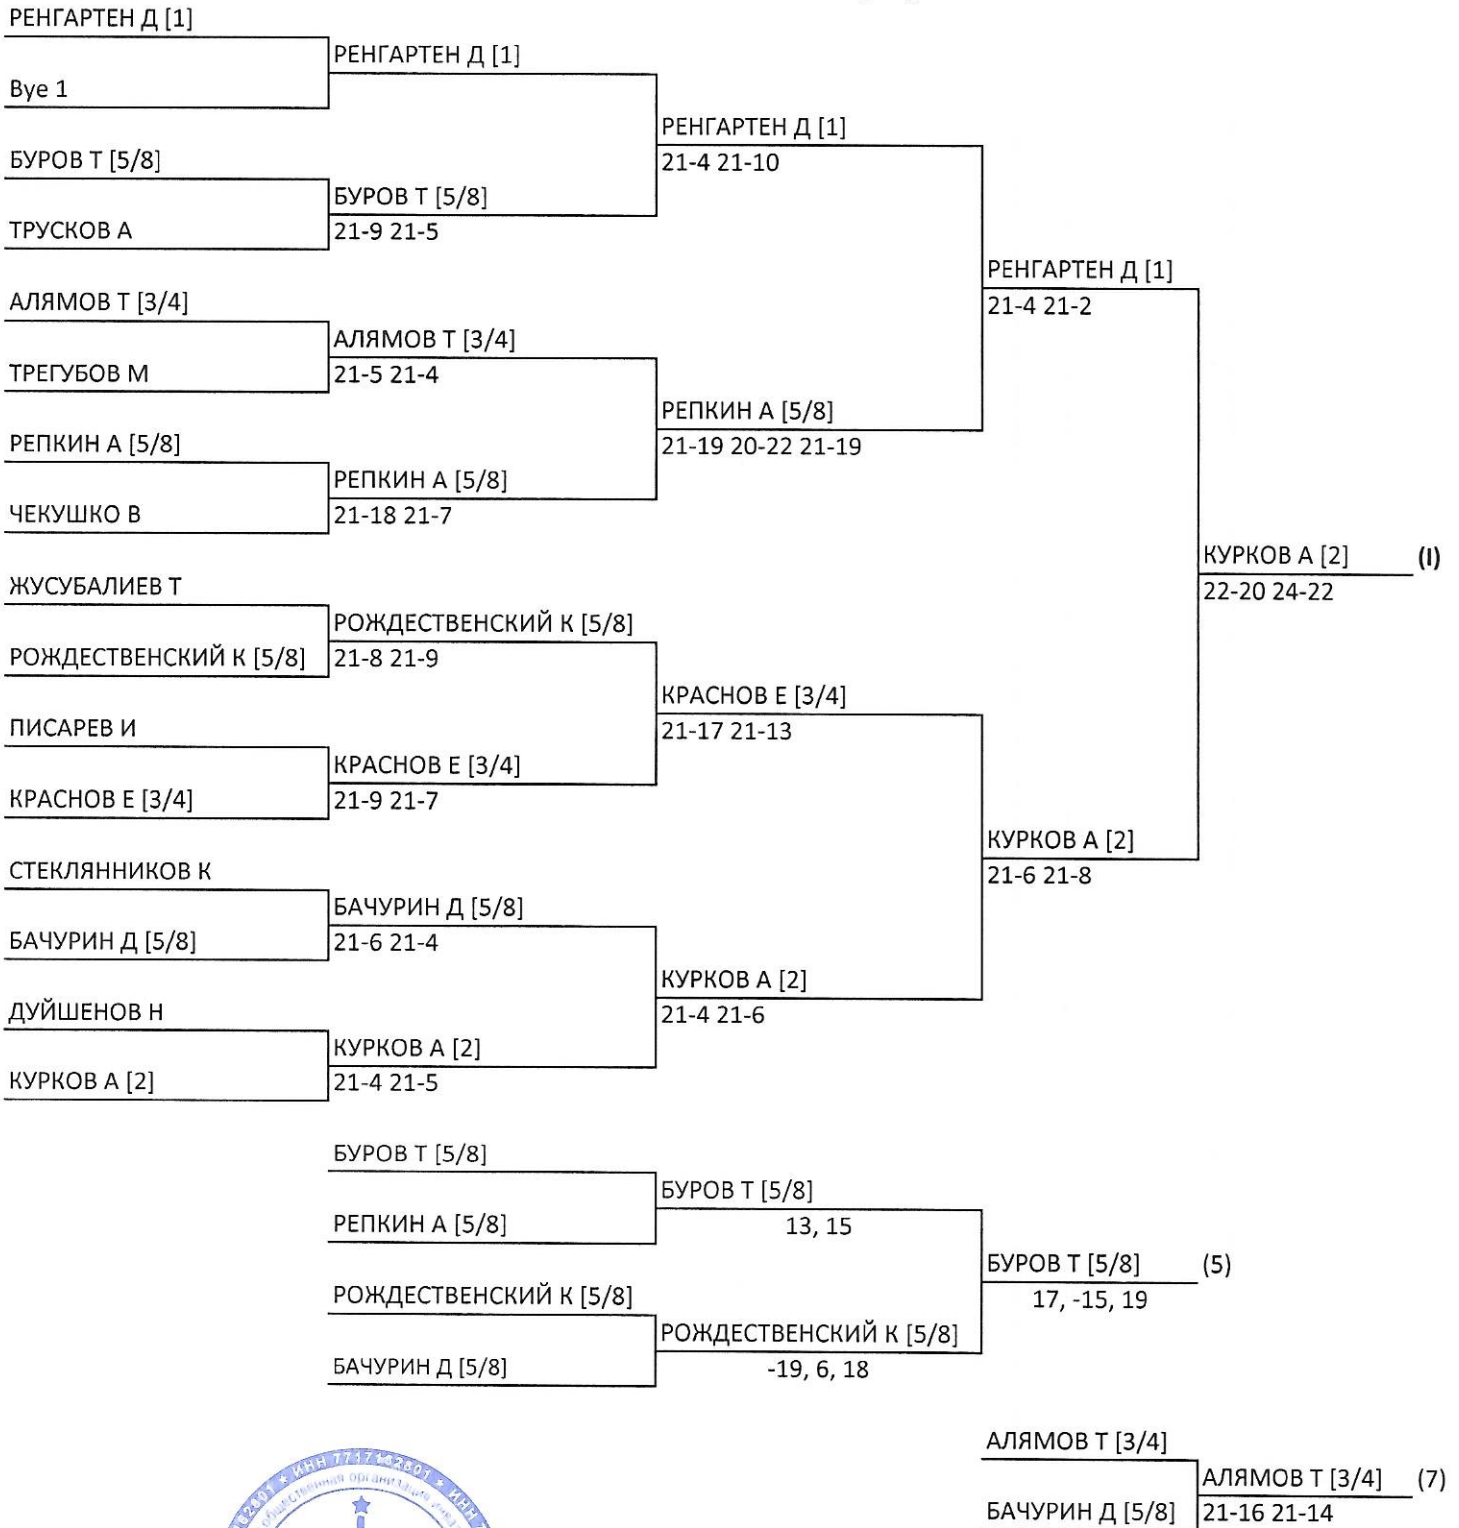 РЕНГАРТЕН Д [1]
РЕНГАРТЕН Д [1]
Bye 1
РЕНГАРТЕН Д [1]
21-4 21-10
БУРОВ Т [5/8]
БУРОВ Т [5/8]
21-9 21-5
ТРУСКОВ А
РЕНГАРТЕН Д [1]
21-4 21-2
АЛЯМОВ Т [3/4]
АЛЯМОВ Т [3/4]
21-5 21-4
ТРЕГУБОВ М
РЕПКИН А [5/8]
21-19 20-22 21-19
РЕПКИН А [5/8]
РЕПКИН А [5/8]
21-18 21-7
ЧЕКУШКО В
КУРКОВ А [2] (I)
22-20 24-22
ЖУСУБАЛИЕВ Т
РОЖДЕСТВЕНСКИЙ К [5/8]
21-8 21-9
РОЖДЕСТВЕНСКИЙ К [5/8]
КРАСНОВ Е [3/4]
21-17 21-13
ПИСАРЕВ И
КРАСНОВ Е [3/4]
21-9 21-7
КРАСНОВ Е [3/4]
КУРКОВ А [2]
21-6 21-8
СТЕКЛЯННИКОВ К
БАЧУРИН Д [5/8]
21-6 21-4
БАЧУРИН Д [5/8]
КУРКОВ А [2]
21-4 21-6
ДУЙШЕНОВ Н
КУРКОВ А [2]
21-4 21-5
КУРКОВ А [2]
БУРОВ Т [5/8]
БУРОВ Т [5/8]
13, 15
РЕПКИН А [5/8]
БУРОВ Т [5/8] (5)
17, -15, 19
РОЖДЕСТВЕНСКИЙ К [5/8]
РОЖДЕСТВЕНСКИЙ К [5/8]
-19, 6, 18
БАЧУРИН Д [5/8]
АЛЯМОВ Т [3/4]
АЛЯМОВ Т [3/4] (7)
21-16 21-14
БАЧУРИН Д [5/8]